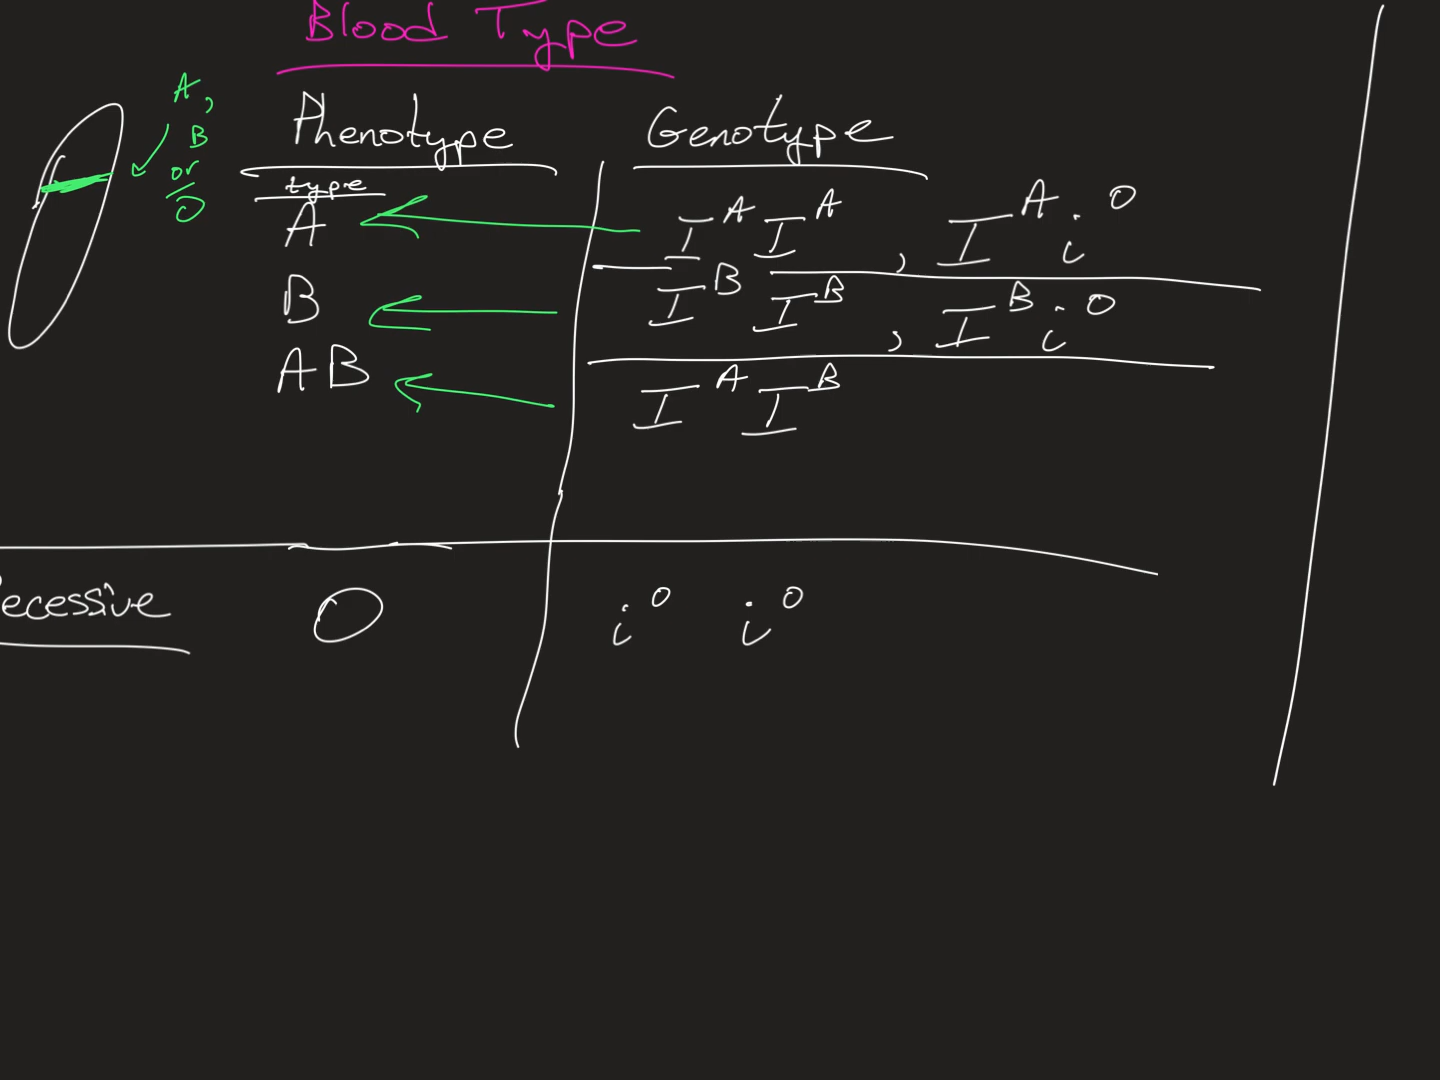 Blood Type
A,
B
or
O
Phenotype Genotype
type
A I^A I^A , I^A i^O
B I^B I^B , I^B i^O
AB I^A I^B
ecessive O i^O i^O